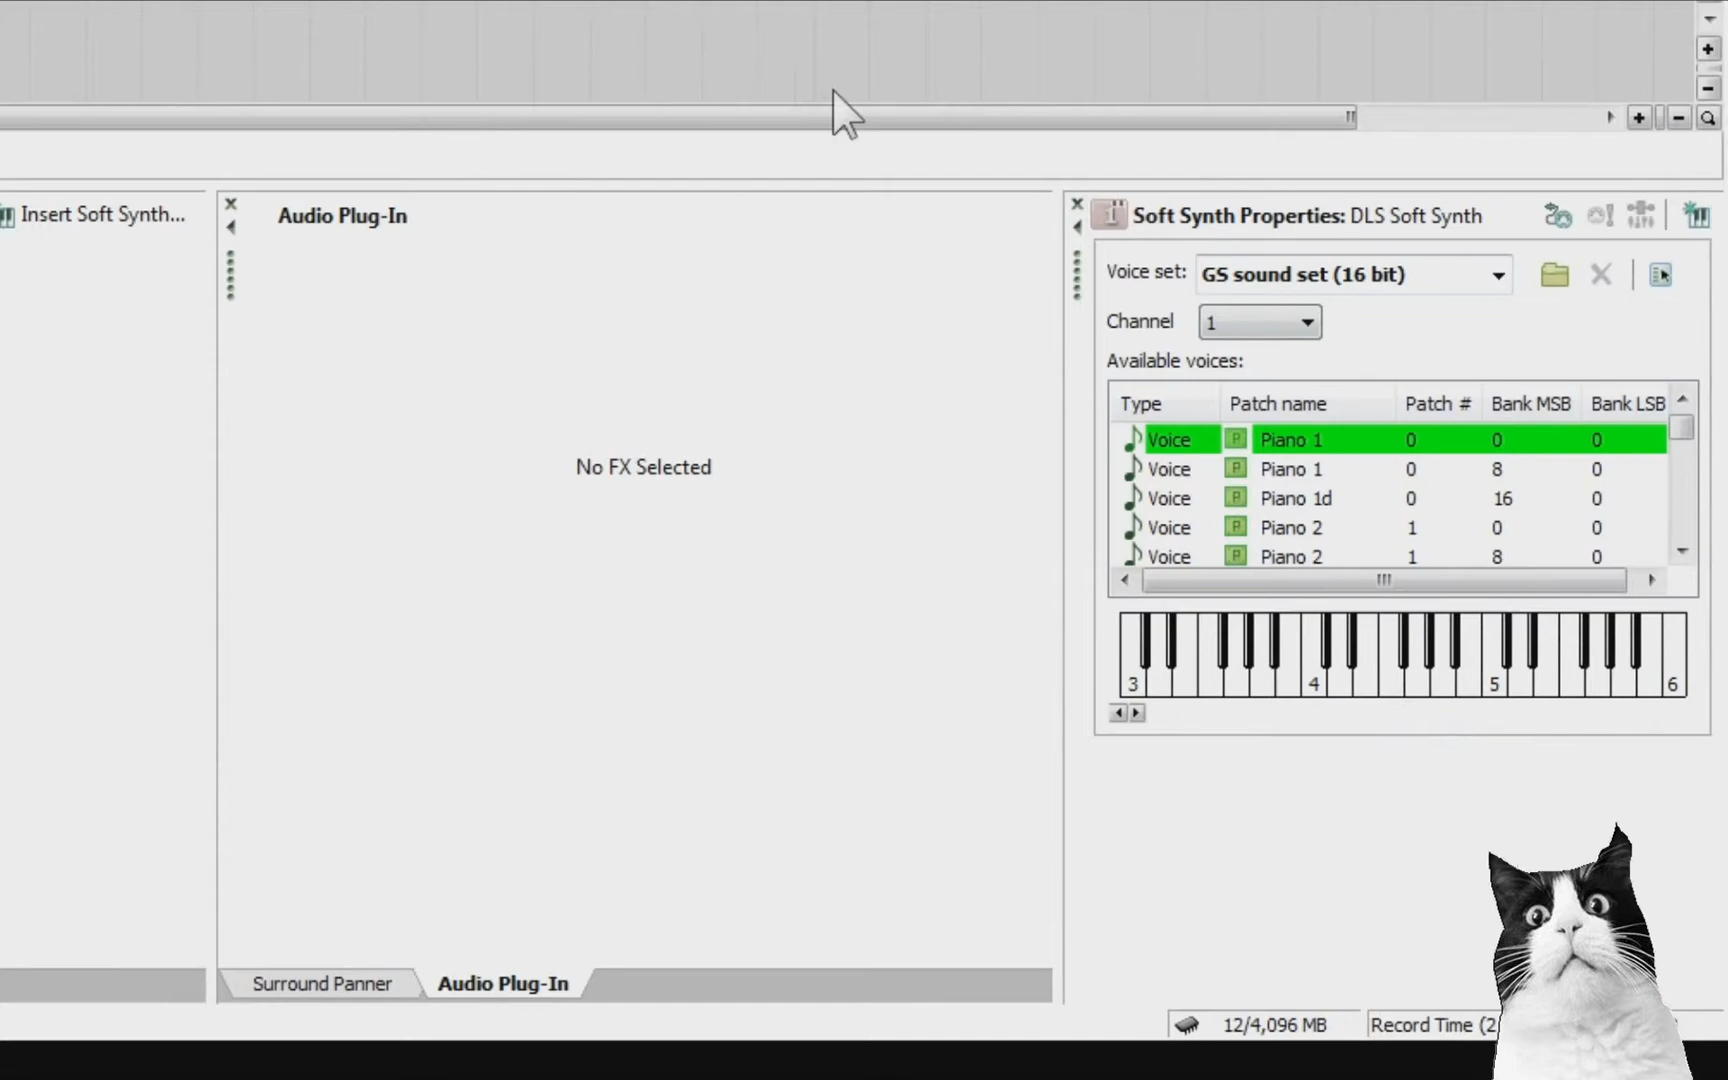 Insert Soft Synth...
Audio Plug-In
Soft Synth Properties: DLS Soft Synth
Voice set: GS sound set (16 bit)
Channel 1
Available voices:
Type Patch name Patch # Bank MSB Bank LSB
Voice P Piano 1 0 0 0
Voice P Piano 1 0 8 0
Voice P Piano 1d 0 16 0
Voice P Piano 2 1 0 0
Voice P Piano 2 1 8 0
No FX Selected
3 4 5 6
Surround Panner Audio Plug-In
12/4,096 MB Record Time (2